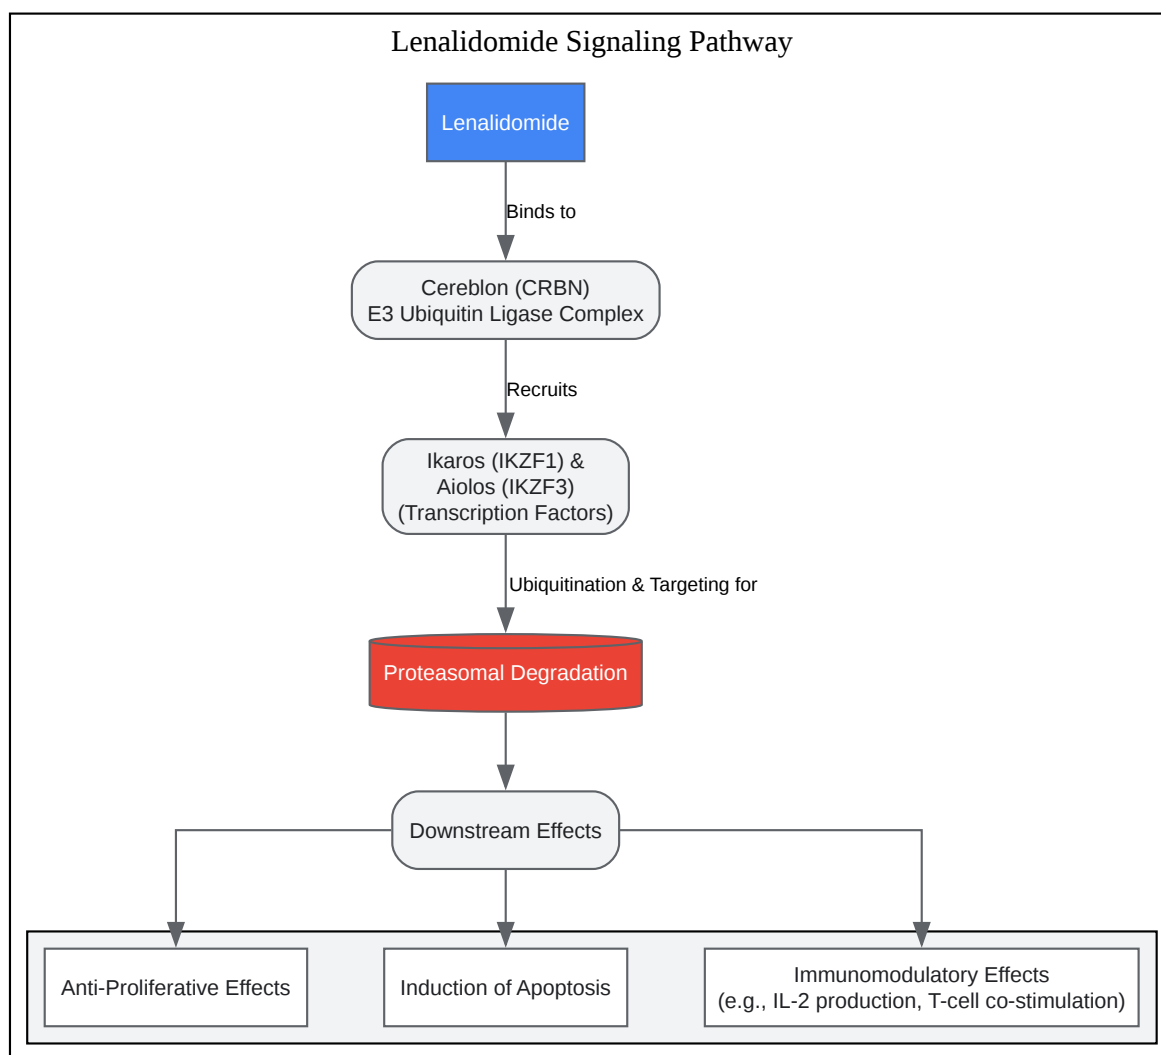 Lenalidomide Signaling Pathway
Lenalidomide
Binds to
Cereblon (CRBN)
E3 Ubiquitin Ligase Complex
Recruits
Ikaros (IKZF1) &
Aiolos (IKZF3)
(Transcription Factors)
Ubiquitination & Targeting for
Proteasomal Degradation
Downstream Effects
Anti-Proliferative Effects
Induction of Apoptosis
Immunomodulatory Effects
(e.g., IL-2 production, T-cell co-stimulation)